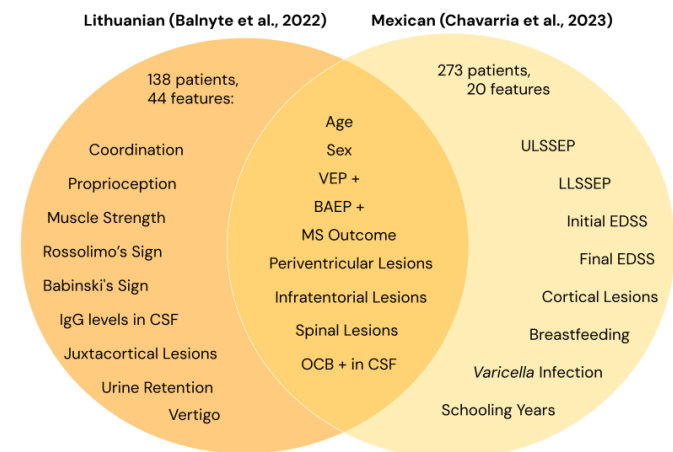 Lithuanian (Balnyte et al., 2022)
Mexican (Chavarria et al., 2023)
138 patients,
44 features:
Coordination
Proprioception
Muscle Strength
Rossolimo’s Sign
Babinski's Sign
IgG levels in CSF
Juxtacortical Lesions
Urine Retention
Vertigo
Age
Sex
VEP +
BAEP +
MS Outcome
Periventricular Lesions
Infratentorial Lesions
Spinal Lesions
OCB + in CSF
273 patients,
20 features
ULSSEP
LLSSEP
Initial EDSS
Final EDSS
Cortical Lesions
Breastfeeding
Varicella Infection
Schooling Years